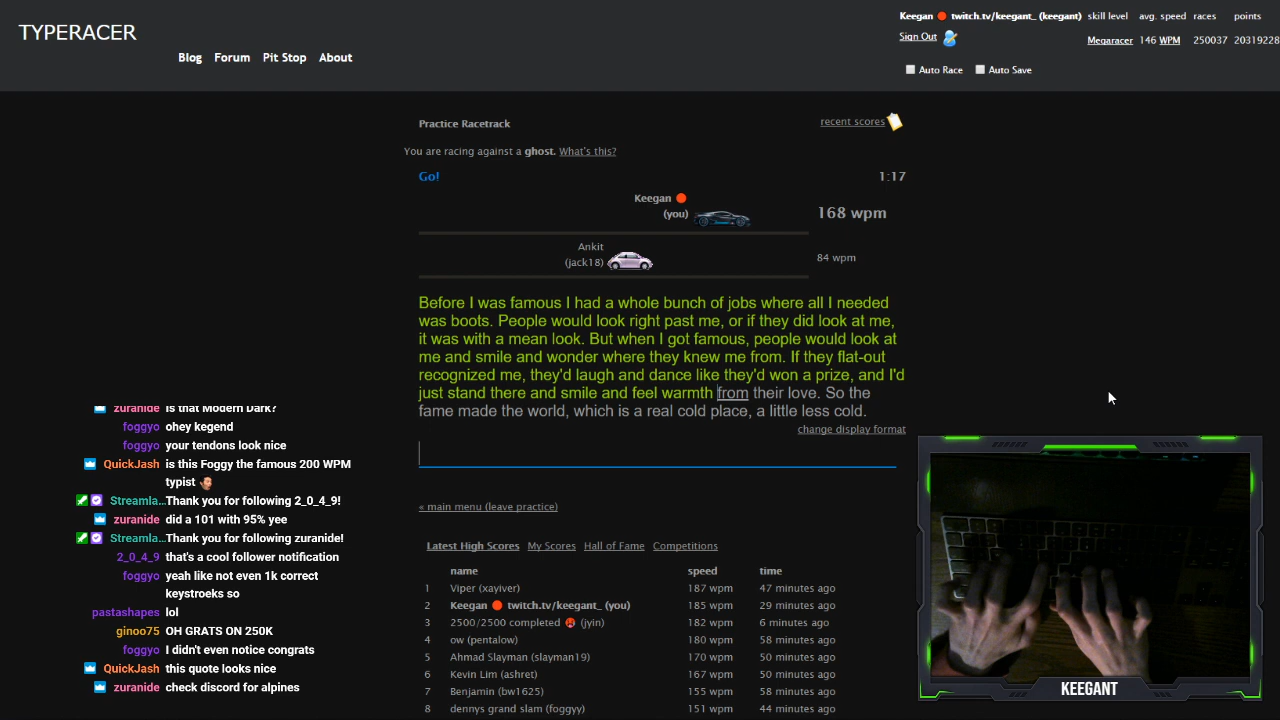 TYPERACER
Blog Forum Pit Stop About
Keegan twitch.tv/keegant_ (keegant) skill level avg. speed races points
Sign Out Megaracer 146 WPM 250037 20319228
Auto Race Auto Save
Practice Racetrack
recent scores
You are racing against a ghost. What's this?
Go! 1:17
Keegan
(you) 168 wpm
Ankit
(jack18) 84 wpm
Before I was famous I had a whole bunch of jobs where all I needed
was boots. People would look right past me, or if they did look at me,
it was with a mean look. But when I got famous, people would look at
me and smile and wonder where they knew me from. If they flat-out
recognized me, they'd laugh and dance like they'd won a prize, and I'd
just stand there and smile and feel warmth from their love. So the
fame made the world, which is a real cold place, a little less cold.
change display format
« main menu (leave practice)
Latest High Scores My Scores Hall of Fame Competitions
name speed time
1 Viper (xayiver) 187 wpm 47 minutes ago
2 Keegan twitch.tv/keegant_ (you) 185 wpm 29 minutes ago
3 2500/2500 completed (jyin) 182 wpm 6 minutes ago
4 ow (pentalow) 180 wpm 58 minutes ago
5 Ahmad Slayman (slayman19) 170 wpm 50 minutes ago
6 Kevin Lim (ashret) 167 wpm 50 minutes ago
7 Benjamin (bw1625) 155 wpm 58 minutes ago
8 dennys grand slam (foggyy) 151 wpm 44 minutes ago
zuranide is that Modern Dark?
foggyo ohey kegend
foggyo your tendons look nice
QuickJash is this Foggy the famous 200 WPM
typist
Streamla... Thank you for following 2_0_4_9!
zuranide did a 101 with 95% yee
Streamla... Thank you for following zuranide!
2_0_4_9 that's a cool follower notification
foggyo yeah like not even 1k correct
keystroeks so
pastashapes lol
ginoo75 OH GRATS ON 250K
foggyo I didn't even notice congrats
QuickJash this quote looks nice
zuranide check discord for alpines
KEEGANT